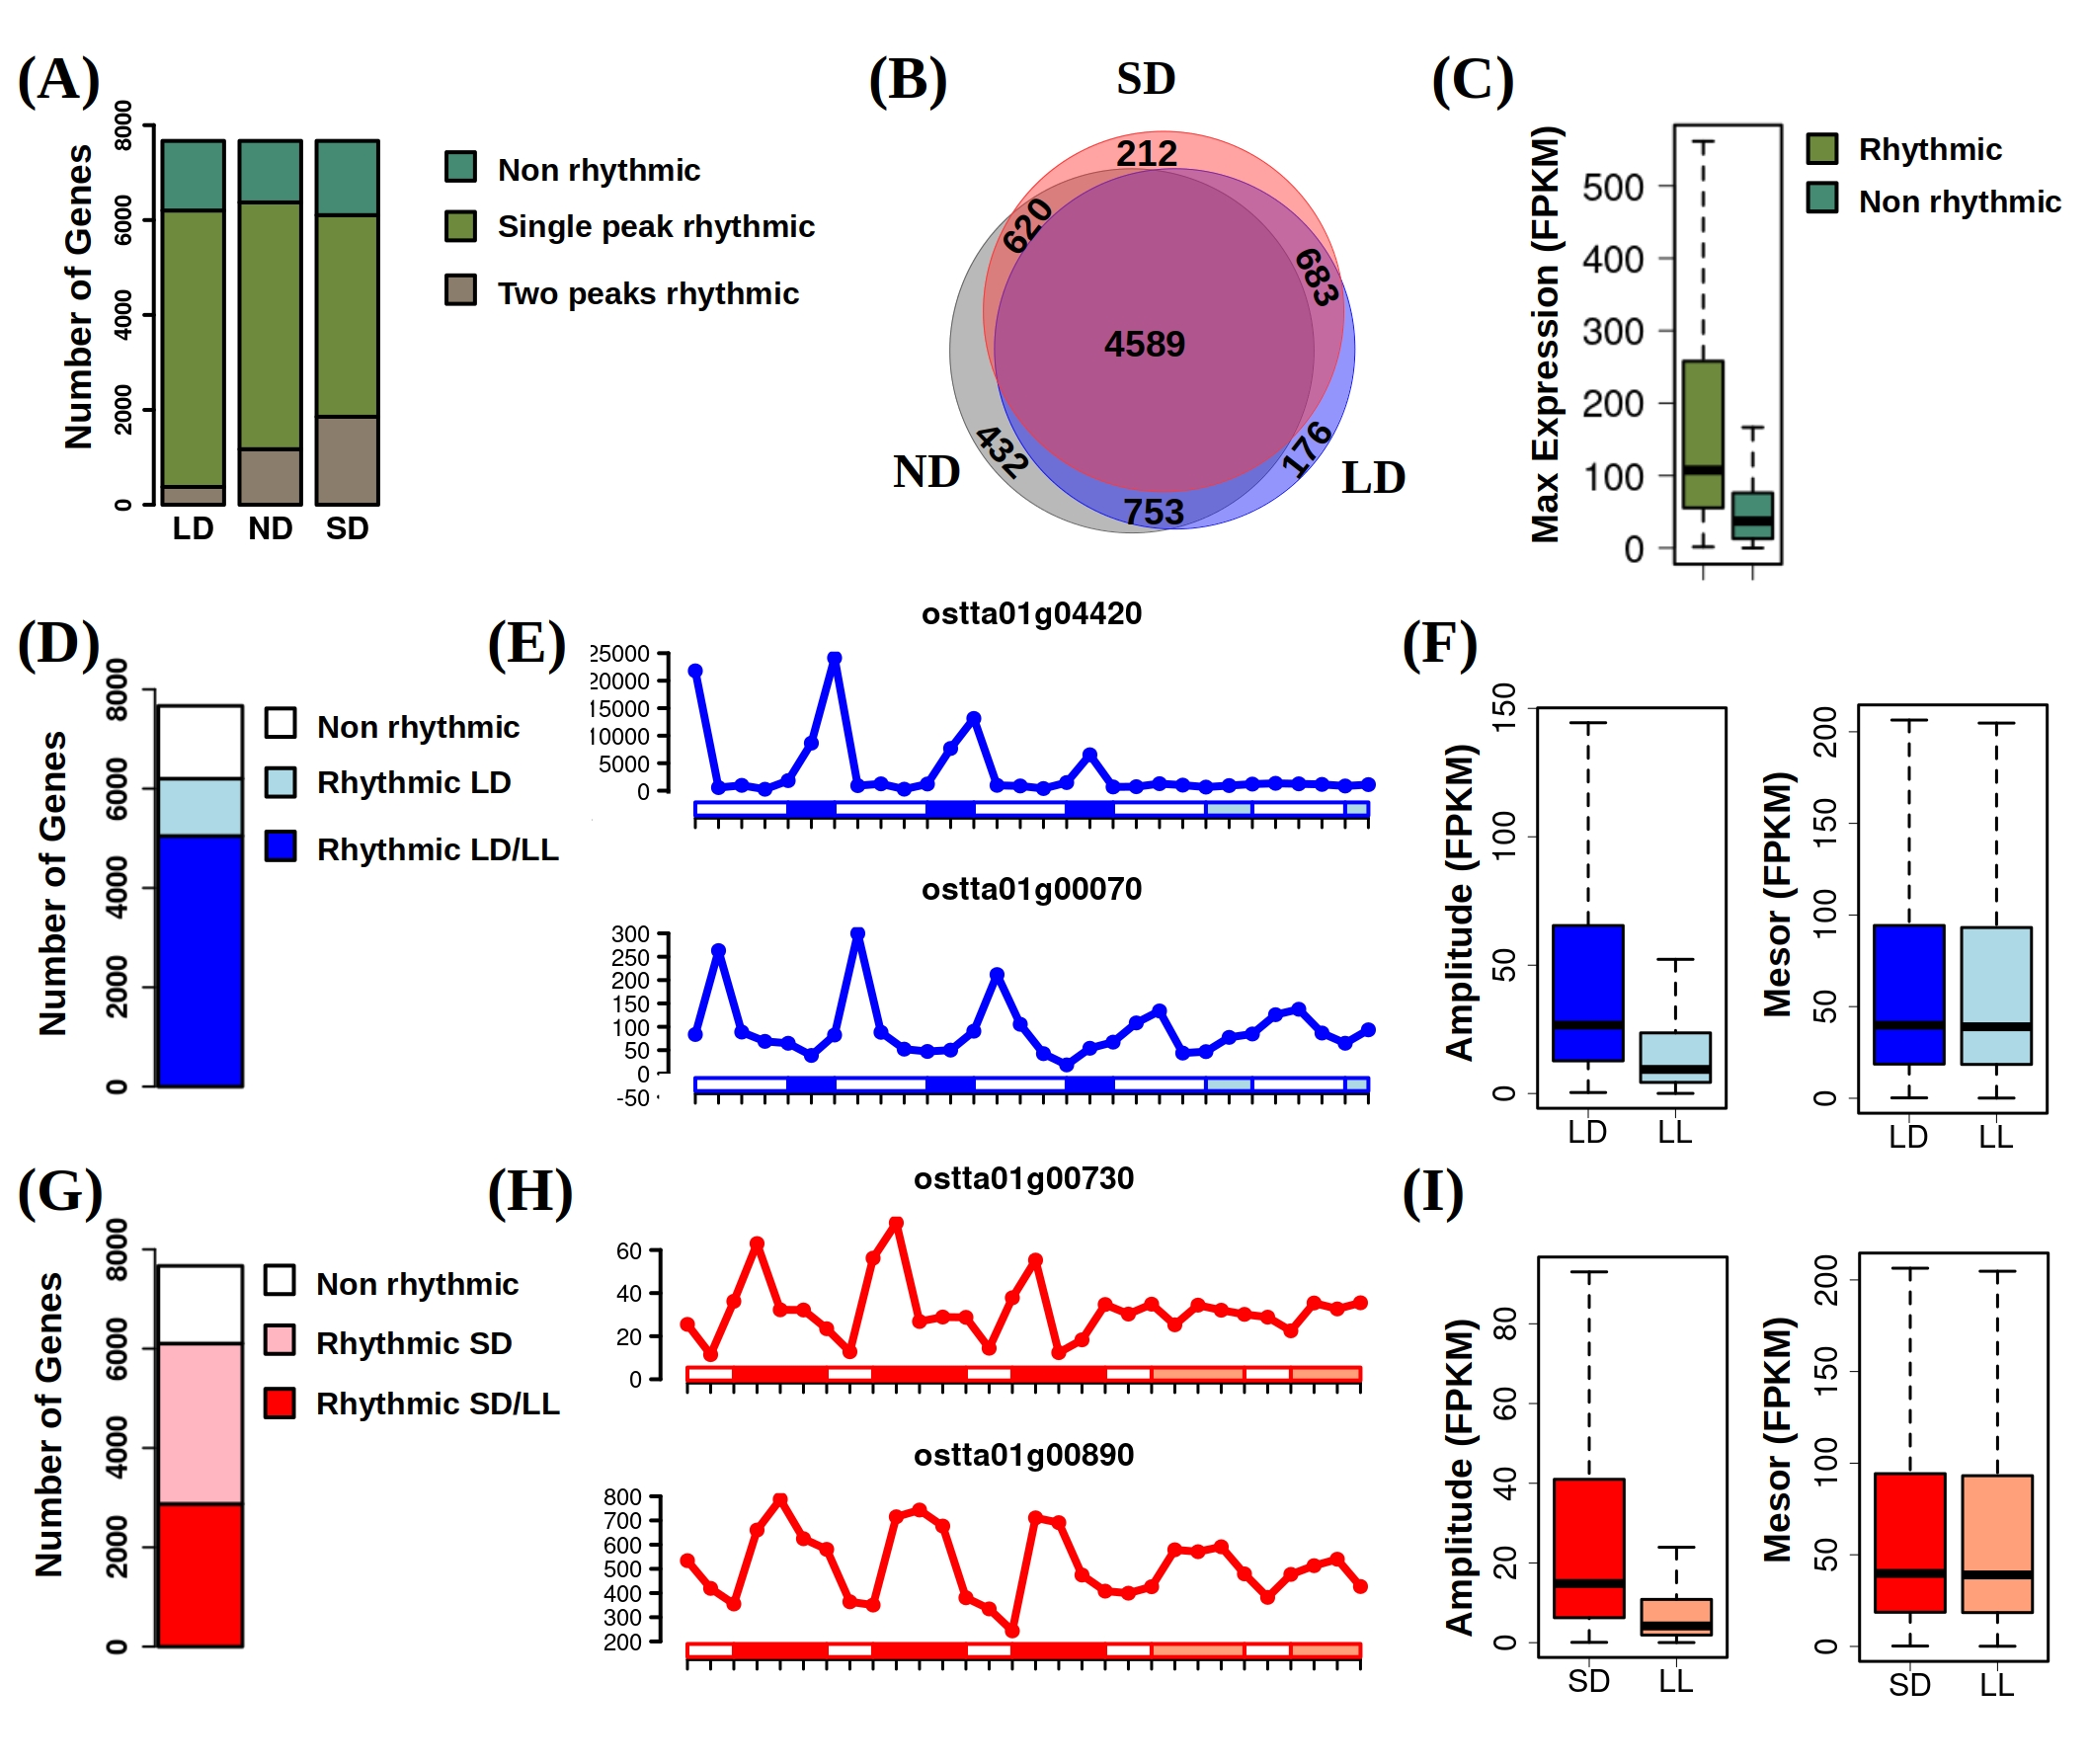 (A)
Number of Genes
8000
6000
4000
2000
0
LD ND SD
Non rhythmic
Single peak rhythmic
Two peaks rhythmic
(B)
SD
ND
LD
212
620
683
4589
432
176
753
(C)
Max Expression (FPKM)
500
400
300
200
100
0
Rhythmic
Non rhythmic
(D)
Number of Genes
8000
6000
4000
2000
0
Non rhythmic
Rhythmic LD
Rhythmic LD/LL
(E)
ostta01g04420
25000
20000
15000
10000
5000
0
ostta01g00070
300
250
200
150
100
50
0
-50
(F)
Amplitude (FPKM)
150
100
50
0
LD LL
Mesor (FPKM)
200
150
100
50
0
LD LL
(G)
Number of Genes
8000
6000
4000
2000
0
Non rhythmic
Rhythmic SD
Rhythmic SD/LL
(H)
ostta01g00730
60
40
20
0
ostta01g00890
800
700
600
500
400
300
200
(I)
Amplitude (FPKM)
80
60
40
20
0
SD LL
Mesor (FPKM)
200
150
100
50
0
SD LL